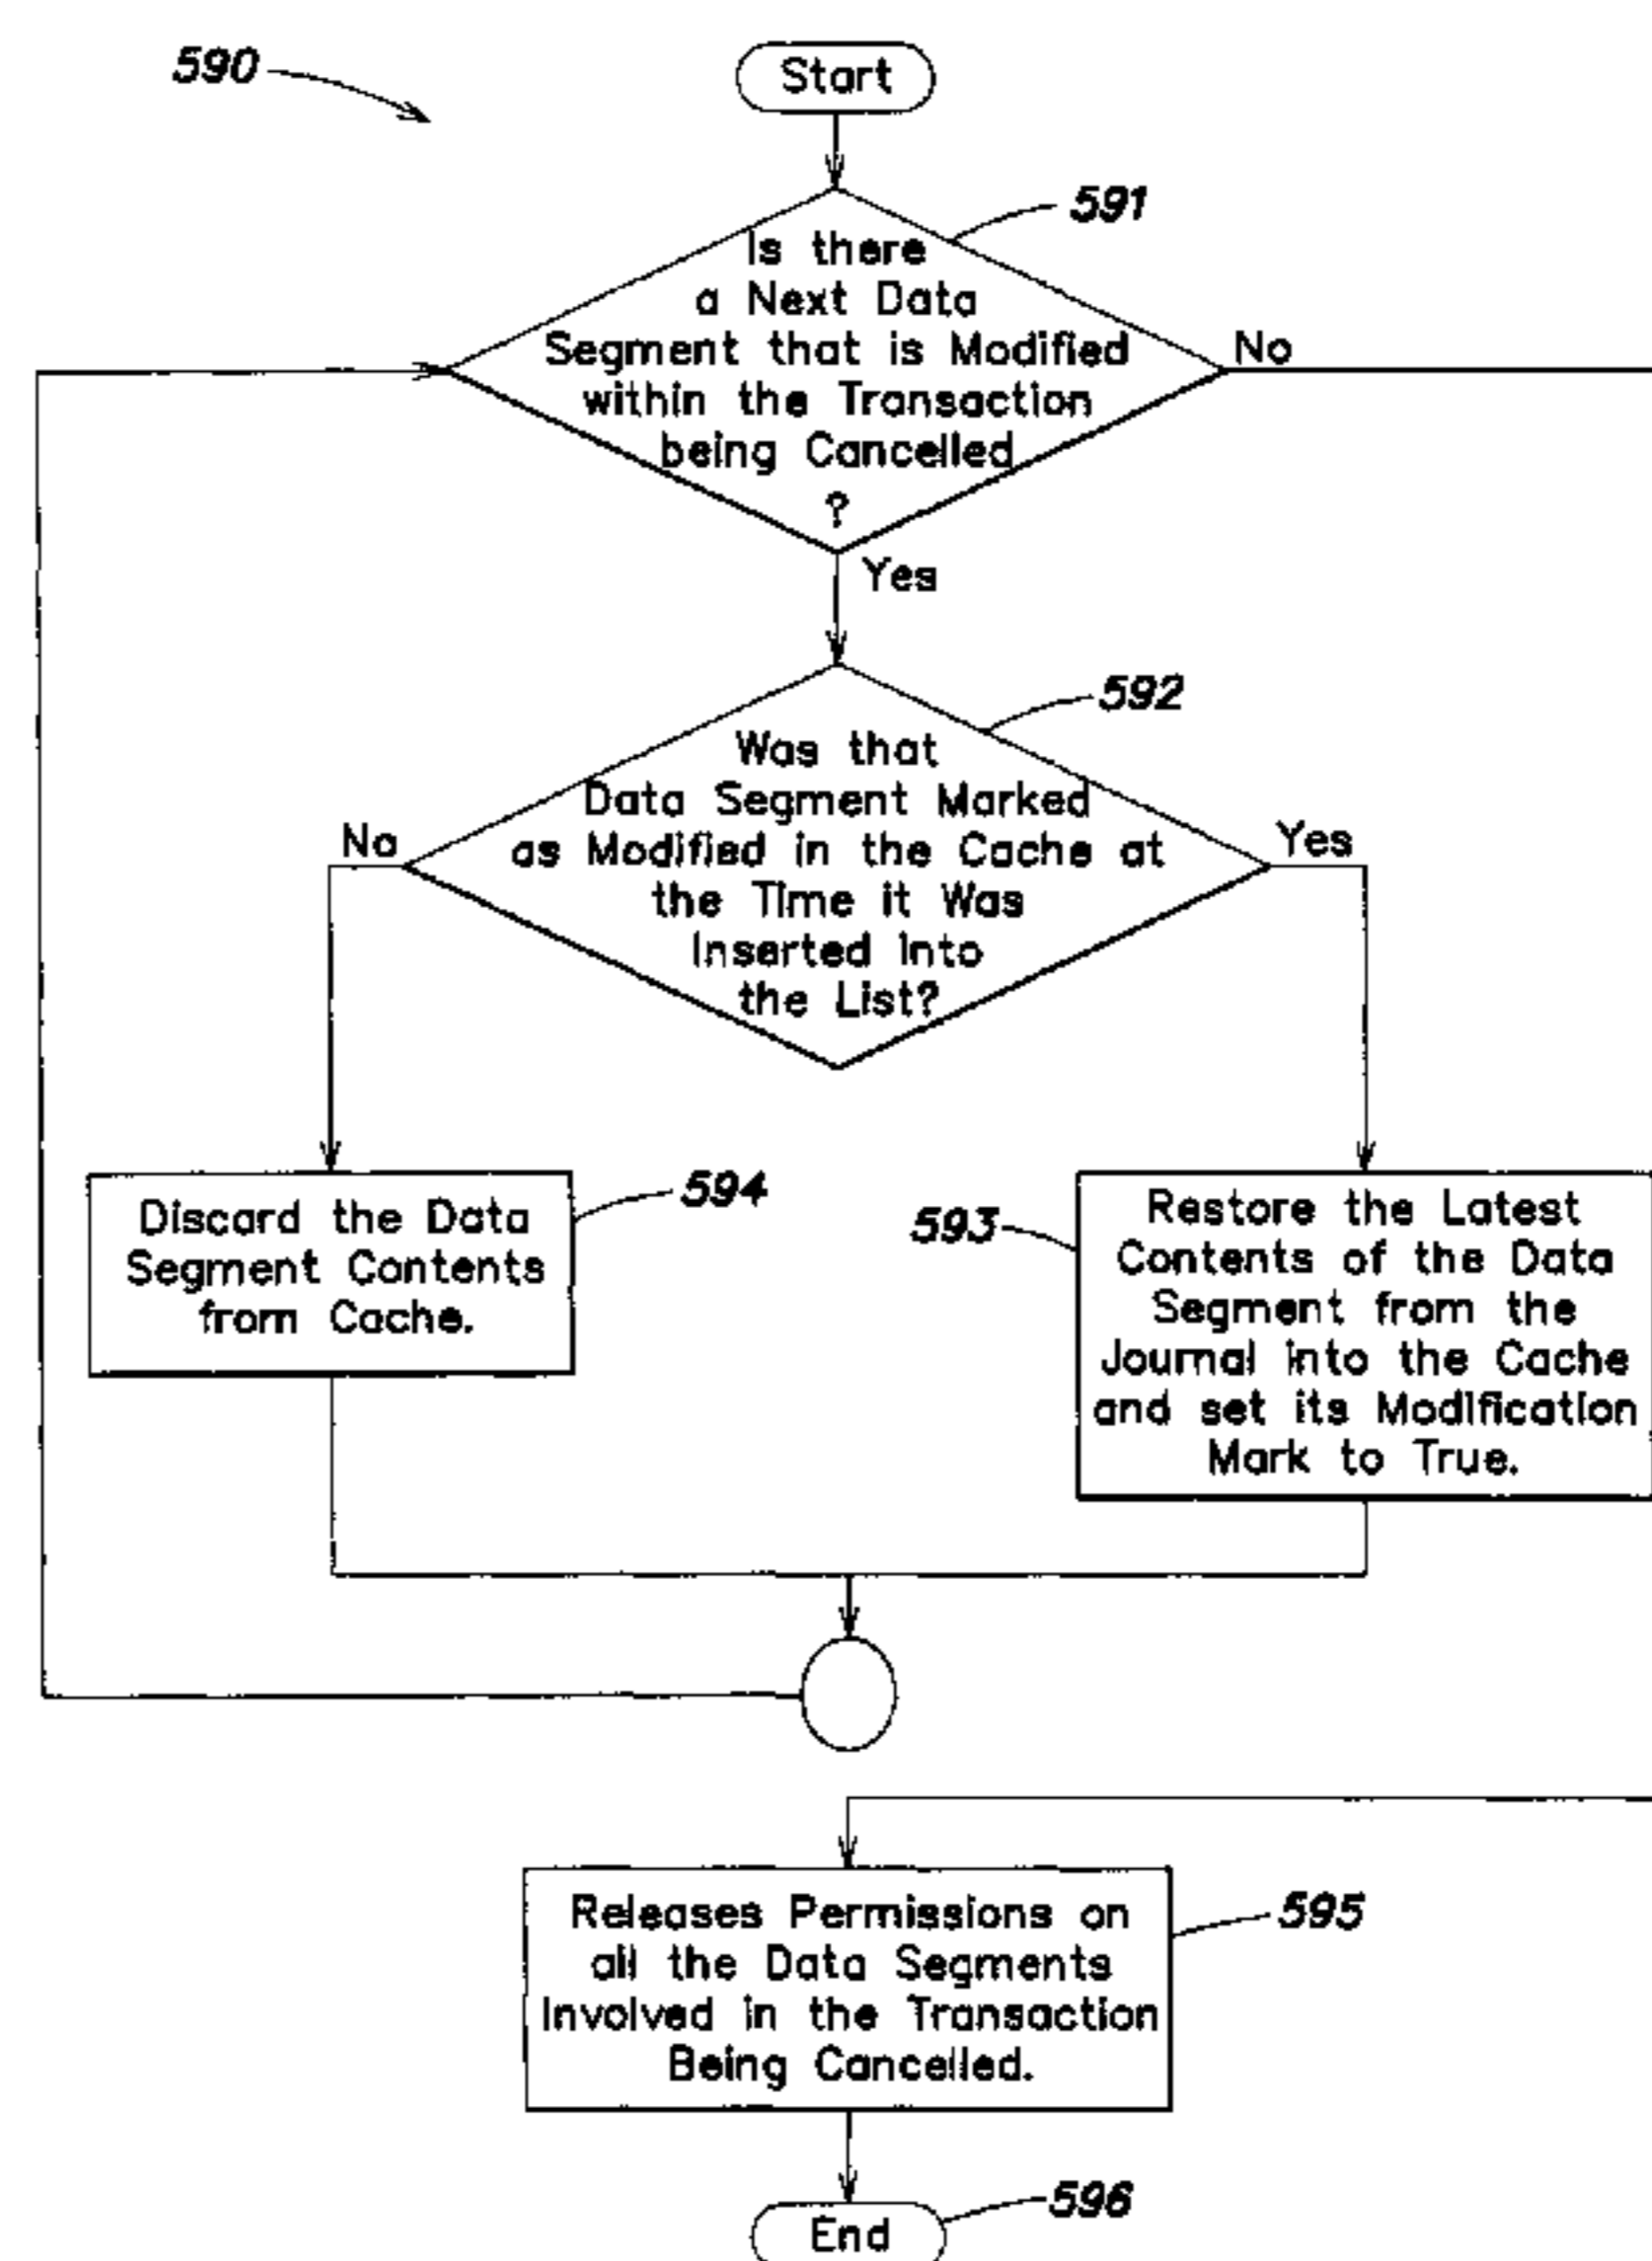 590
Start
591
Is there
a Next Data
Segment that is Modified
within the Transaction
being Cancelled
?
No
Yes
592
Was that
Data Segment Marked
as Modified in the Cache at
the Time it Was
Inserted into
the List?
No
Yes
594
Discard the Data
Segment Contents
from Cache.
593
Restore the Latest
Contents of the Data
Segment from the
Journal into the Cache
and set its Modification
Mark to True.
595
Releases Permissions on
all the Data Segments
Involved in the Transaction
Being Cancelled.
596
End